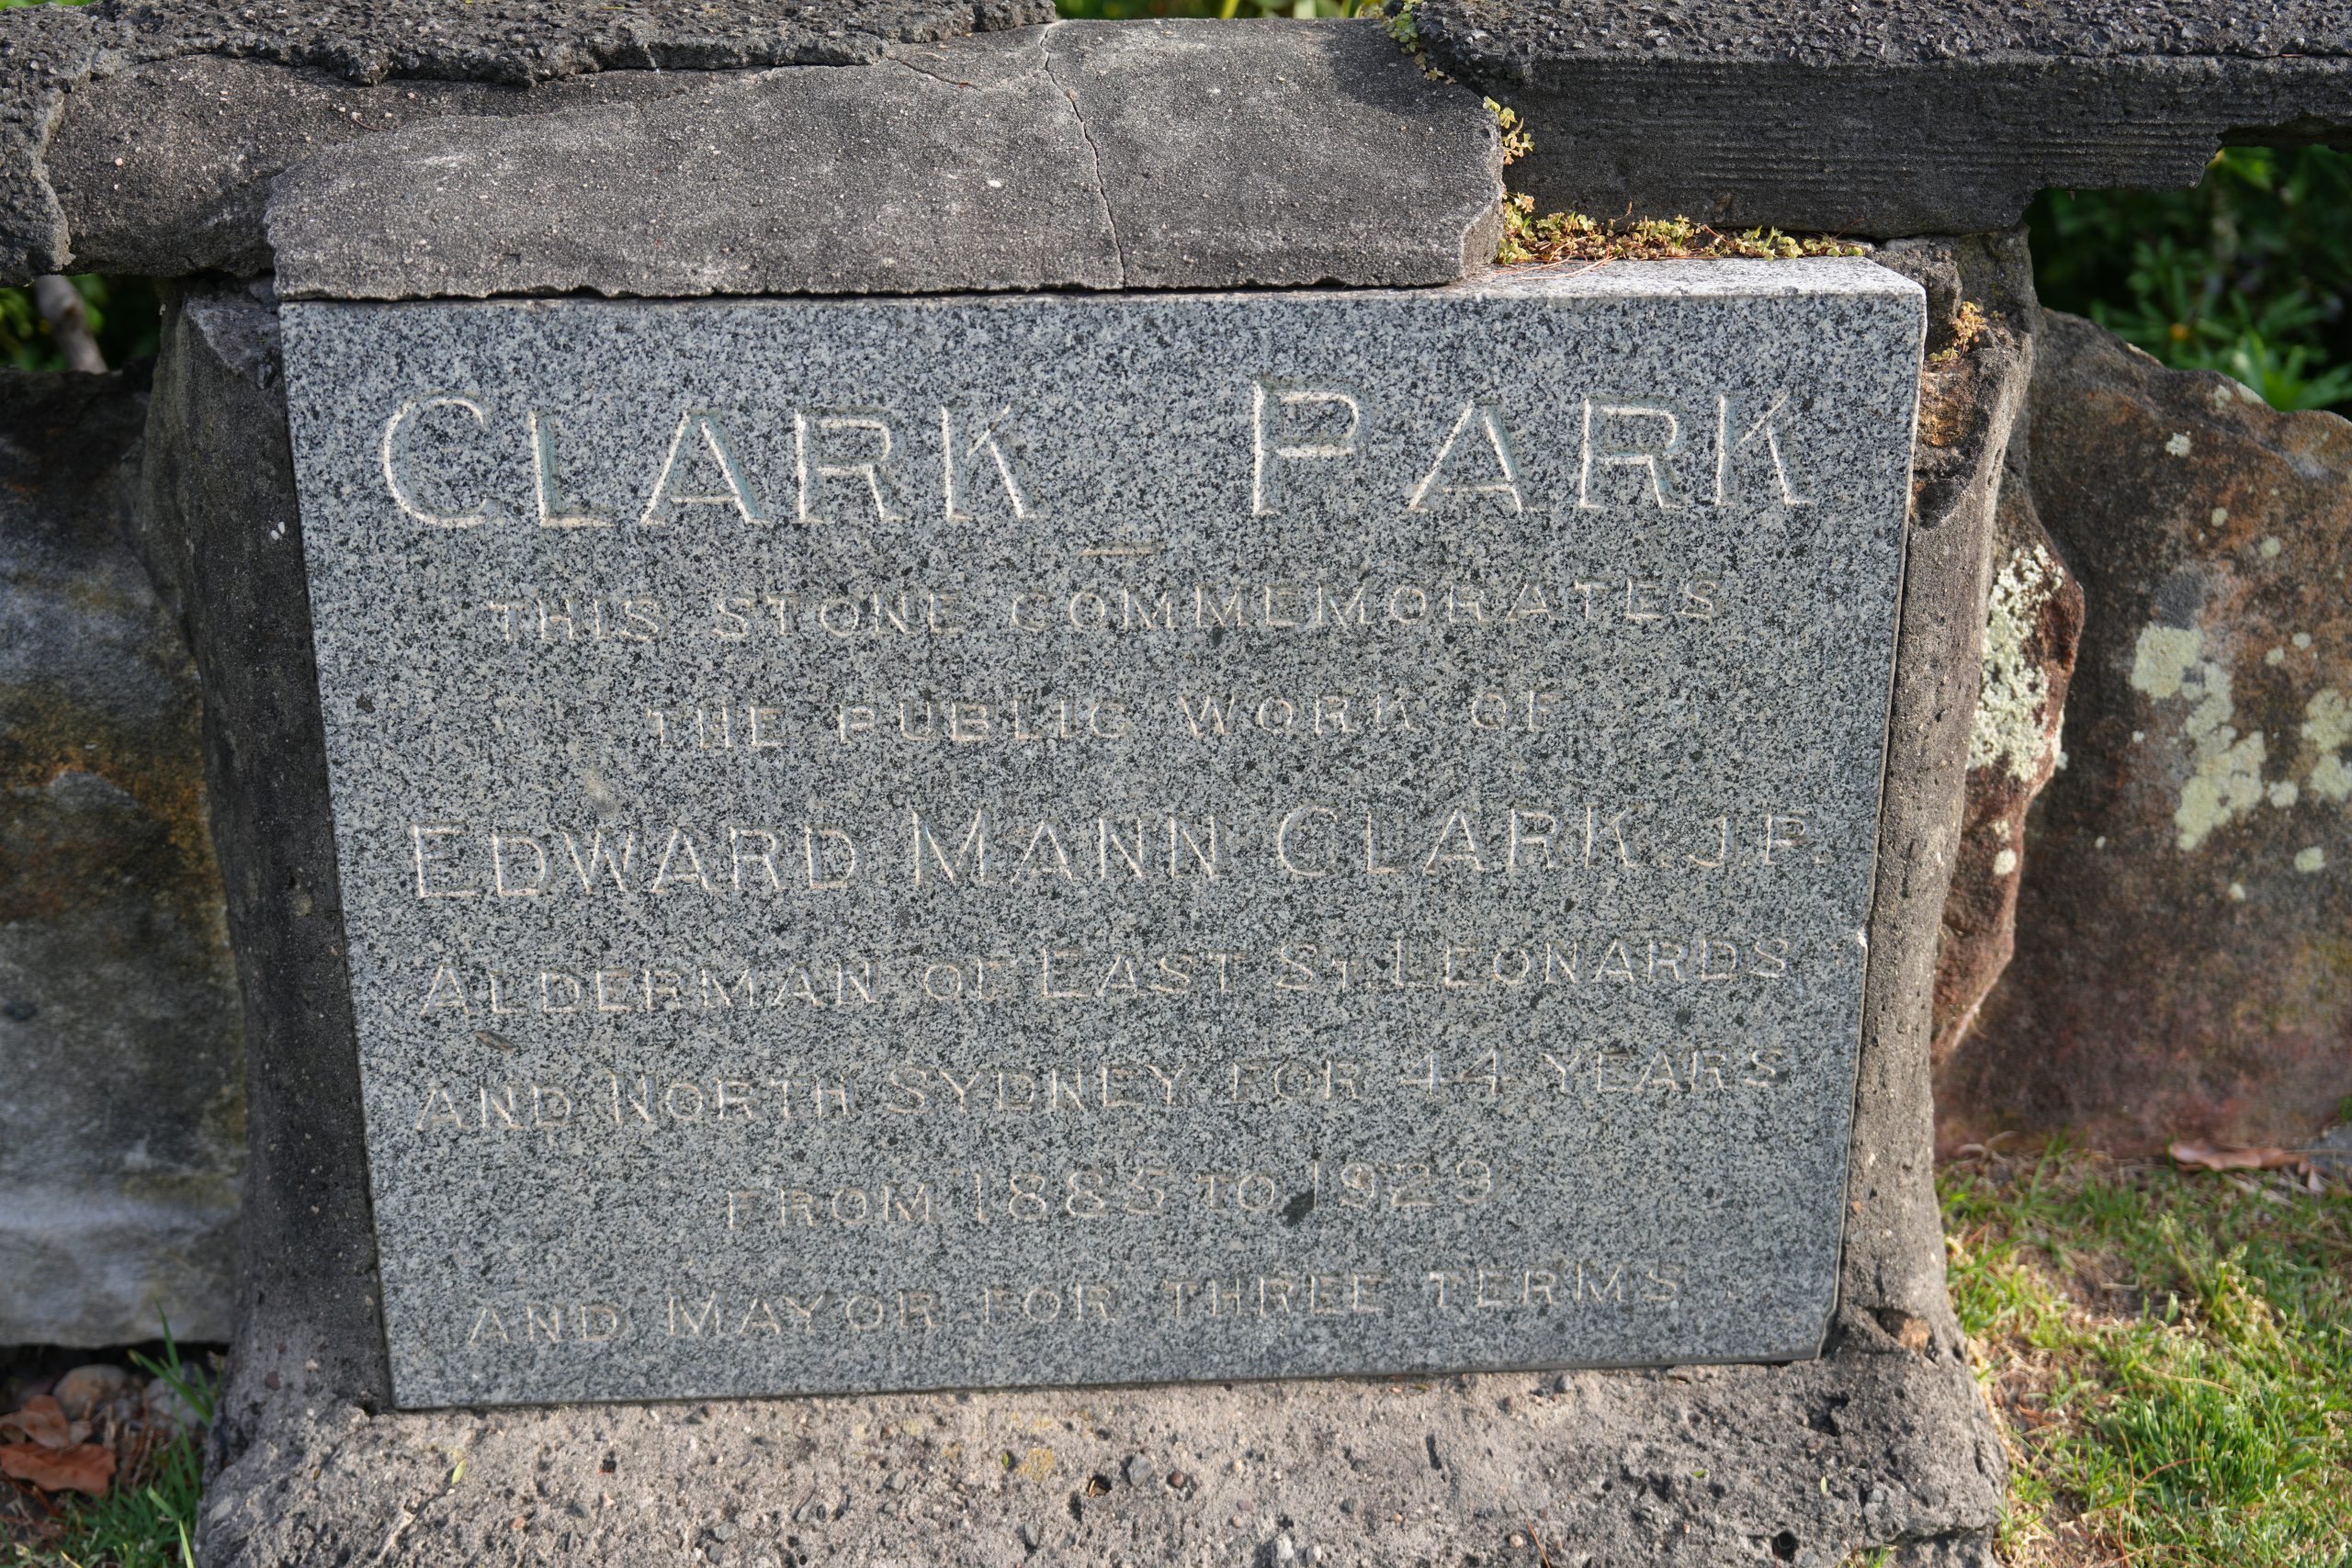 CLARK PARK
THIS STONE COMMEMORATES
THE PUBLIC WORK OF
EDWARD MANN CLARK J.P.
ALDERMAN OF EAST ST. LEONARDS
AND NORTH SYDNEY FOR 44 YEARS
FROM 1885 TO 1929
AND MAYOR FOR THREE TERMS